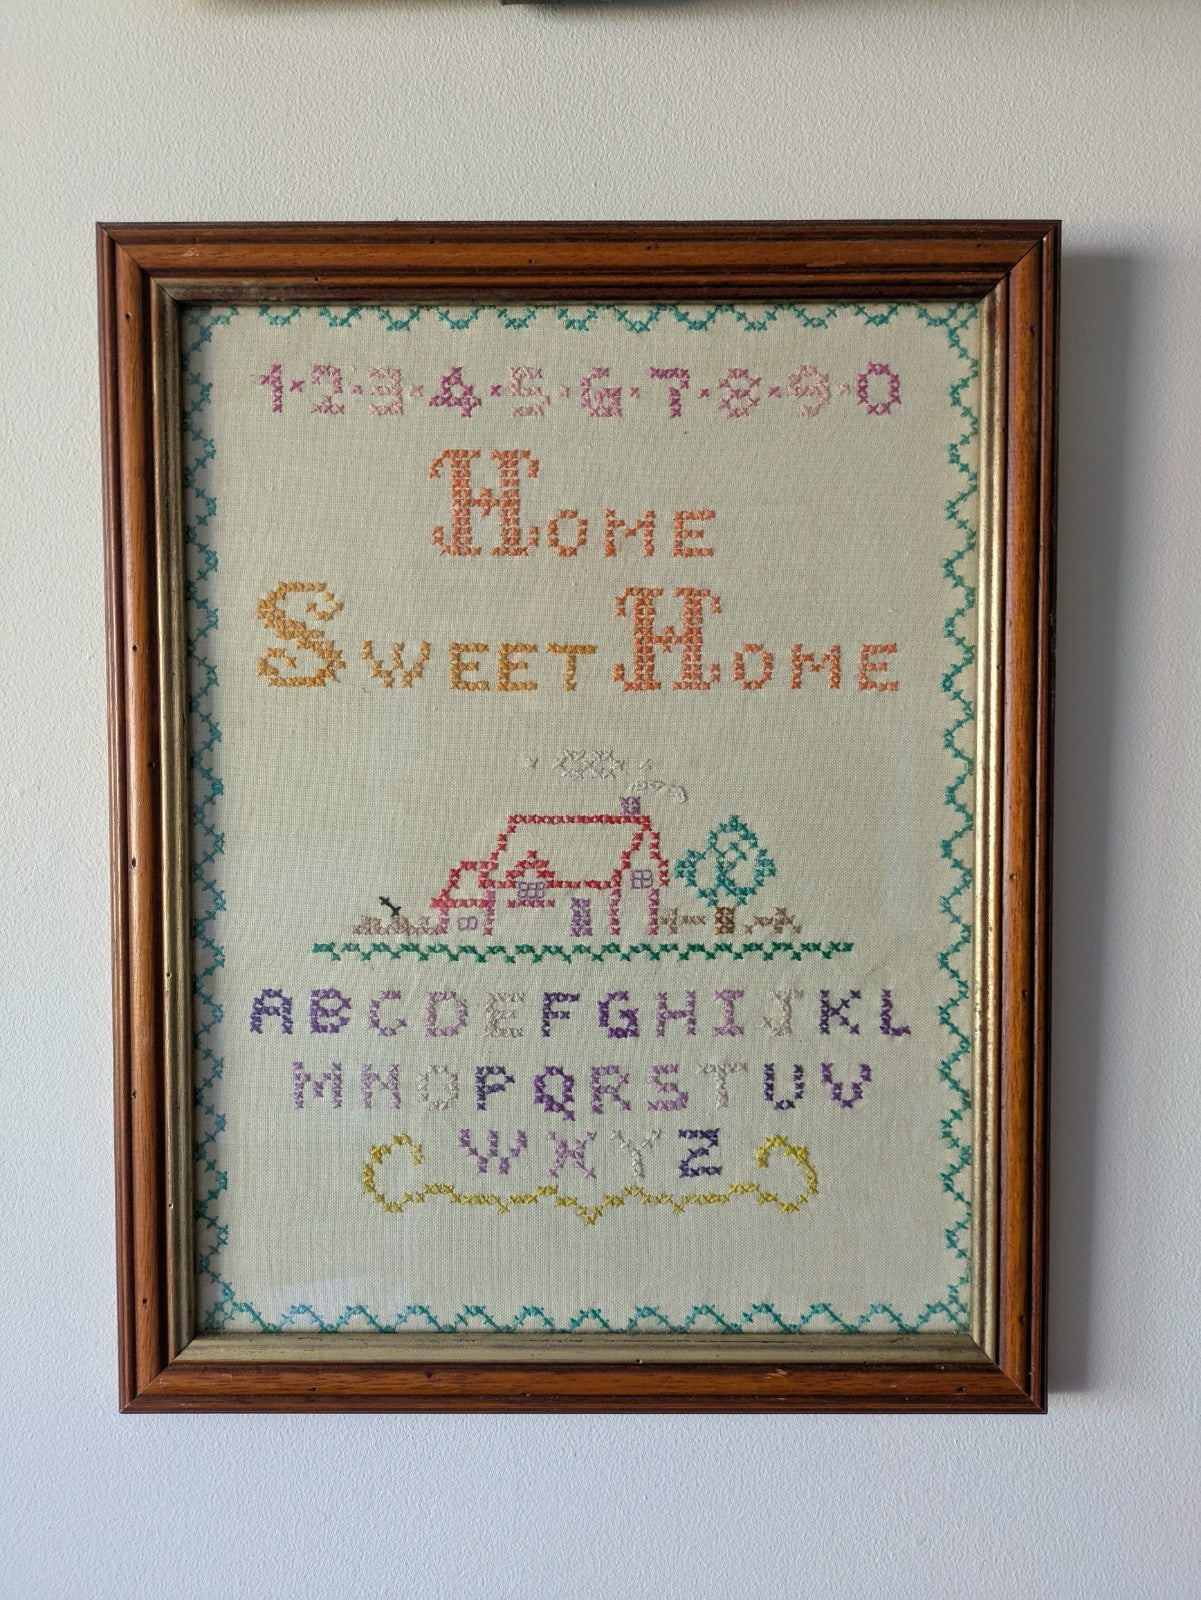 1·2·3·4·5·6·7·8·9·0
HOME
SWEET HOME
ABCDEFGHIJKL
MNOPQRSTUV
WXYZ